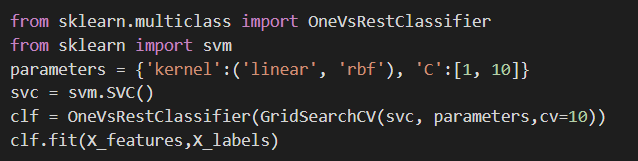 from sklearn.multiclass import OneVsRestClassifier
from sklearn import svm
parameters = {'kernel':('linear', 'rbf'), 'C':[1, 10]}
svc = svm.SVC()
clf = OneVsRestClassifier(GridSearchCV(svc, parameters,cv=10))
clf.fit(X_features,X_labels)